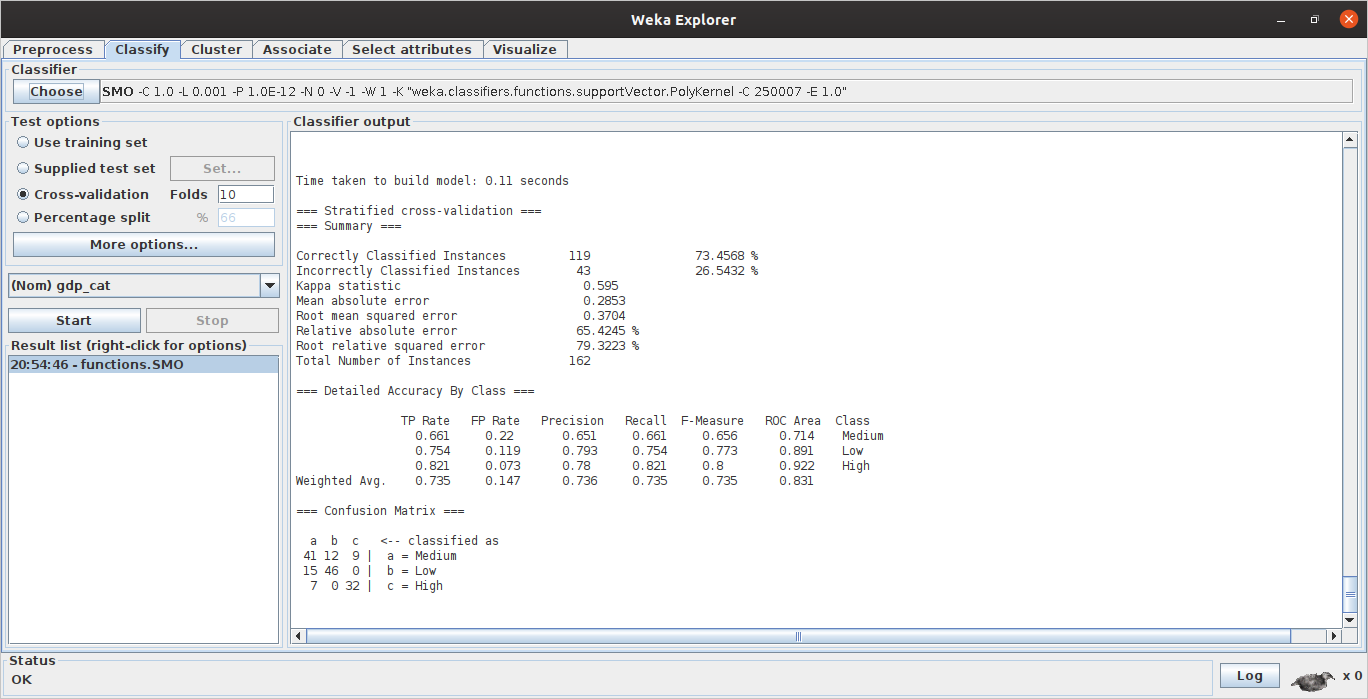 Weka Explorer
Preprocess Classify Cluster Associate Select attributes Visualize
Classifier
Choose SMO -C 1.0 -L 0.001 -P 1.0E-12 -N 0 -V -1 -W 1 -K "weka.classifiers.functions.supportVector.PolyKernel -C 250007 -E 1.0"
Test options
Use training set
Supplied test set Set...
Cross-validation Folds 10
Percentage split % 66
More options...
(Nom) gdp_cat
Start Stop
Result list (right-click for options)
20:54:46 - functions.SMO
Classifier output
Time taken to build model: 0.11 seconds
=== Stratified cross-validation ===
=== Summary ===
Correctly Classified Instances 119 73.4568 %
Incorrectly Classified Instances 43 26.5432 %
Kappa statistic 0.595
Mean absolute error 0.2853
Root mean squared error 0.3704
Relative absolute error 65.4245 %
Root relative squared error 79.3223 %
Total Number of Instances 162
=== Detailed Accuracy By Class ===
TP Rate FP Rate Precision Recall F-Measure ROC Area Class
0.661 0.22 0.651 0.661 0.656 0.714 Medium
0.754 0.119 0.793 0.754 0.773 0.891 Low
0.821 0.073 0.78 0.821 0.8 0.922 High
Weighted Avg. 0.735 0.147 0.736 0.735 0.735 0.831
=== Confusion Matrix ===
a b c <-- classified as
41 12 9 | a = Medium
15 46 0 | b = Low
7 0 32 | c = High
Status
OK
Log x 0